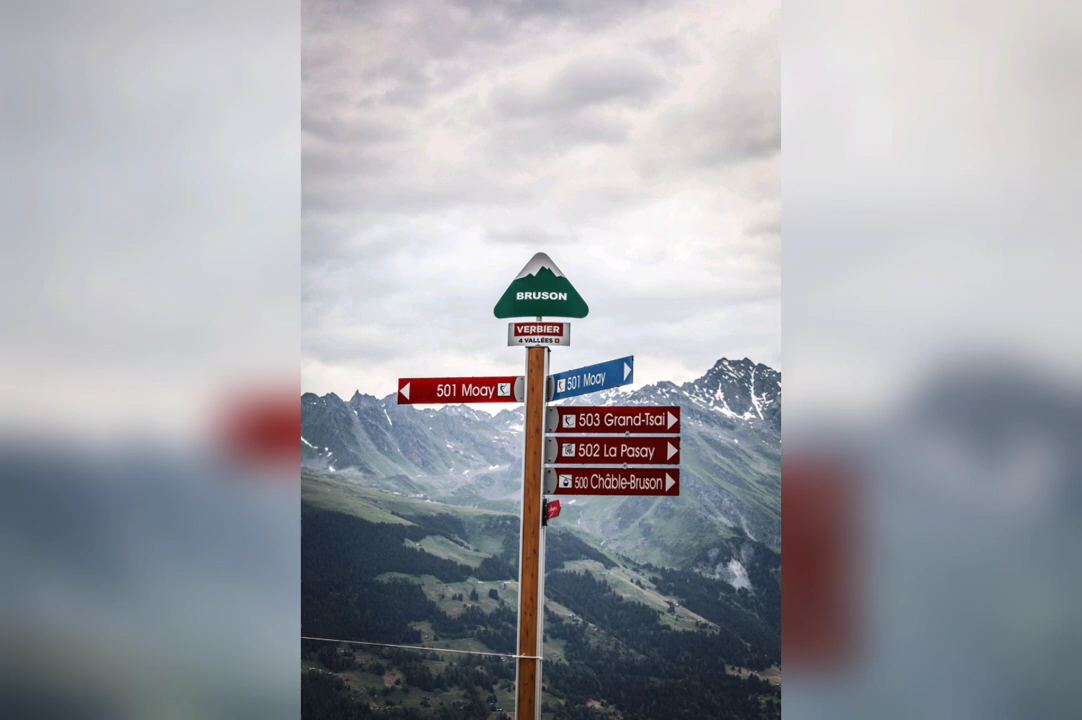 BRUSON
VERBIER
4 VALLÉES
501 Moay
501 Moay
503 Grand-Tsai
502 La Pasay
500 Châble-Bruson